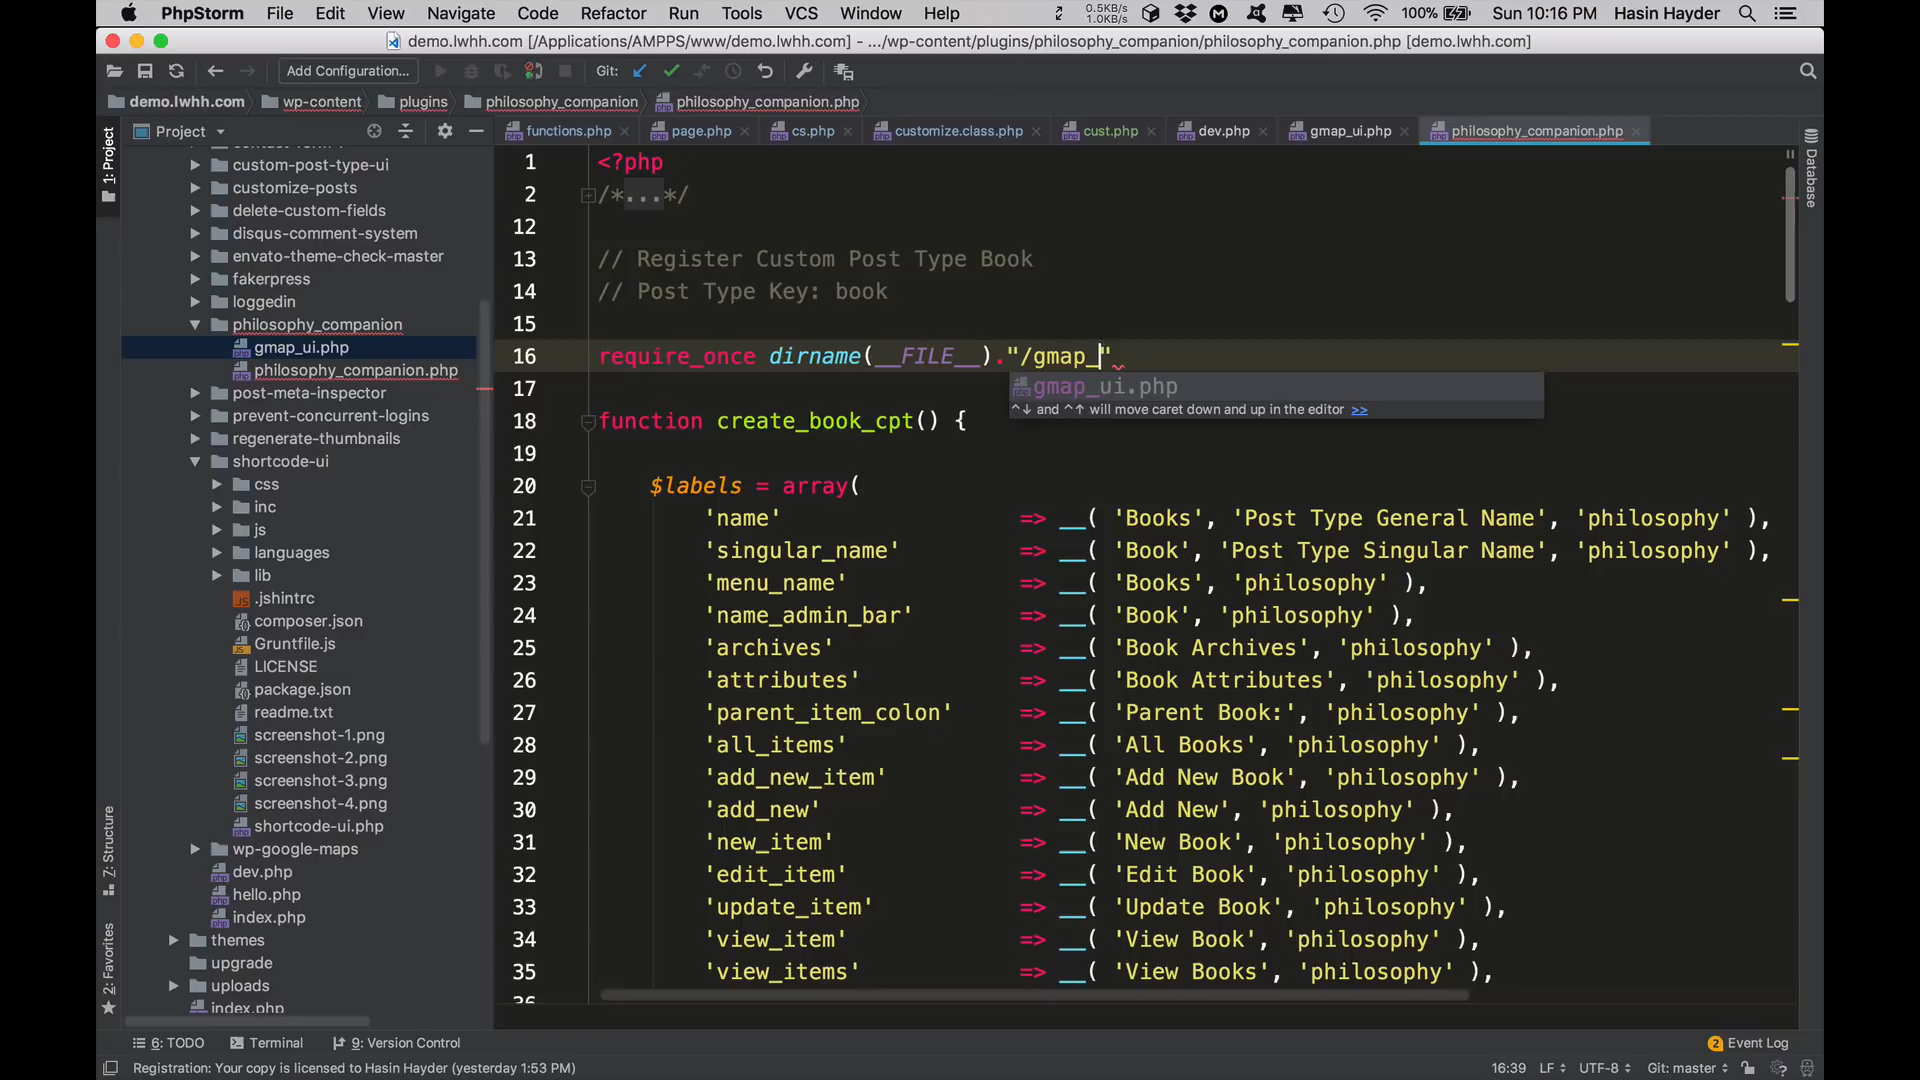 PhpStorm File Edit View Navigate Code Refactor Run Tools VCS Window Help 0.5KB/s 1.0KB/s 100% Sun 10:16 PM Hasin Hayder
demo.lwhh.com [/Applications/AMPPS/www/demo.lwhh.com] – .../wp-content/plugins/philosophy_companion/philosophy_companion.php [demo.lwhh.com]
Add Configuration... Git:
demo.lwhh.com wp-content plugins philosophy_companion philosophy_companion.php
Project functions.php page.php cs.php customize.class.php cust.php dev.php gmap_ui.php philosophy_companion.php
1: Project
7: Structure
2: Favorites
Database
custom-post-type-ui
customize-posts
delete-custom-fields
disqus-comment-system
envato-theme-check-master
fakerpress
loggedin
philosophy_companion
gmap_ui.php
philosophy_companion.php
post-meta-inspector
prevent-concurrent-logins
regenerate-thumbnails
shortcode-ui
css
inc
js
languages
lib
.jshintrc
composer.json
Gruntfile.js
LICENSE
package.json
readme.txt
screenshot-1.png
screenshot-2.png
screenshot-3.png
screenshot-4.png
shortcode-ui.php
wp-google-maps
dev.php
hello.php
index.php
themes
upgrade
uploads
index.php
1 <?php
2 /*...*/
12
13 // Register Custom Post Type Book
14 // Post Type Key: book
15
16 require_once dirname(__FILE__)."/gmap_"
gmap_ui.php
^↓ and ^↑ will move caret down and up in the editor >>
17
18 function create_book_cpt() {
19
20 $labels = array(
21 'name' => __( 'Books', 'Post Type General Name', 'philosophy' ),
22 'singular_name' => __( 'Book', 'Post Type Singular Name', 'philosophy' ),
23 'menu_name' => __( 'Books', 'philosophy' ),
24 'name_admin_bar' => __( 'Book', 'philosophy' ),
25 'archives' => __( 'Book Archives', 'philosophy' ),
26 'attributes' => __( 'Book Attributes', 'philosophy' ),
27 'parent_item_colon' => __( 'Parent Book:', 'philosophy' ),
28 'all_items' => __( 'All Books', 'philosophy' ),
29 'add_new_item' => __( 'Add New Book', 'philosophy' ),
30 'add_new' => __( 'Add New', 'philosophy' ),
31 'new_item' => __( 'New Book', 'philosophy' ),
32 'edit_item' => __( 'Edit Book', 'philosophy' ),
33 'update_item' => __( 'Update Book', 'philosophy' ),
34 'view_item' => __( 'View Book', 'philosophy' ),
35 'view_items' => __( 'View Books', 'philosophy' ),
36
6: TODO Terminal 9: Version Control 2 Event Log
Registration: Your copy is licensed to Hasin Hayder (yesterday 1:53 PM) 16:39 LF UTF-8 Git: master